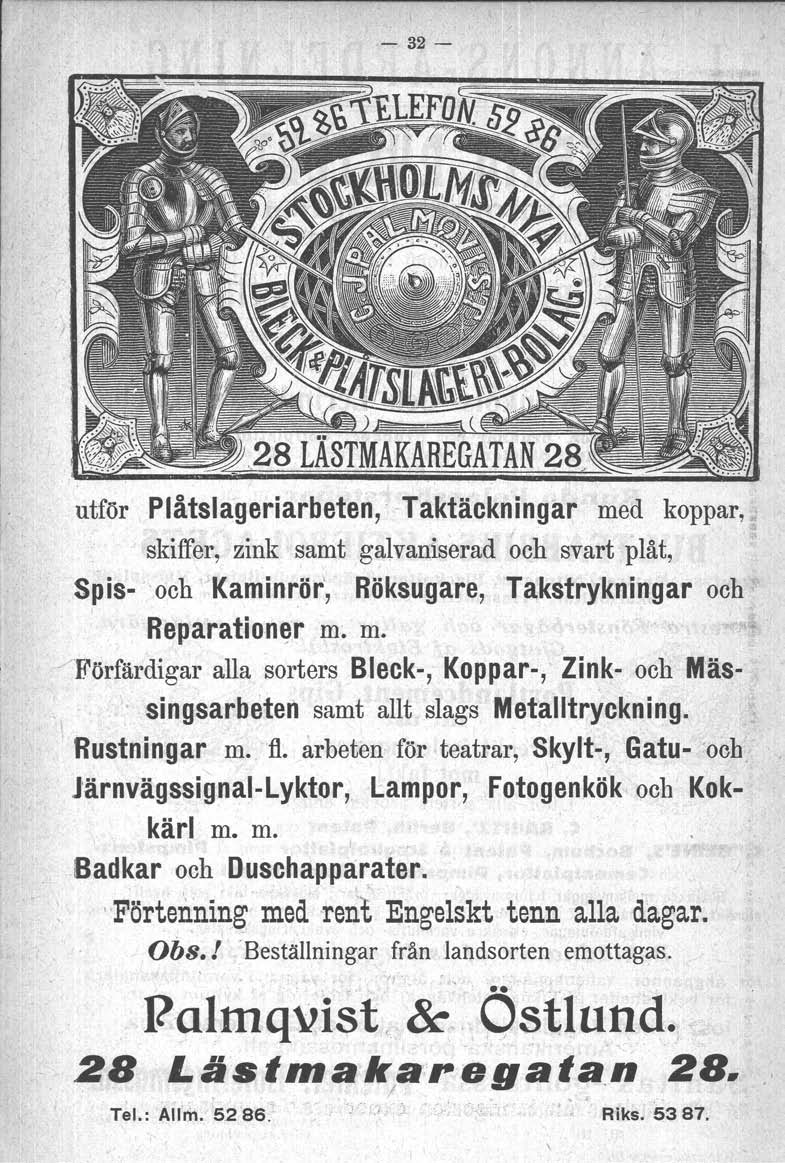 — 32 —
52 86 TELEFON. 52 86
STOCKHOLMS NYA
BLECK & PLÅTSLAGERI-BOLAG.
C. J. PALMQVIST
28 LÄSTMAKAREGATAN 28
utför Plåtslageriarbeten, Taktäckningar med koppar,
skiffer, zink samt galvaniserad och svart plåt,
Spis- och Kaminrör, Röksugare, Takstrykningar och
Reparationer m. m.
Förfärdigar alla sorters Bleck-, Koppar-, Zink- och Mäs-
singsarbeten samt allt slags Metalltryckning.
Rustningar m. fl. arbeten för teatrar, Skylt-, Gatu- och
Järnvägssignal-Lyktor, Lampor, Fotogenkök och Kok-
kärl m. m.
Badkar och Duschapparater.
Förtenning med rent Engelskt tenn alla dagar.
Obs.! Beställningar från landsorten emottagas.
Palmqvist & Östlund.
28 Lästmakaregatan 28.
Tel.: Allm. 52 86. Riks. 53 87.